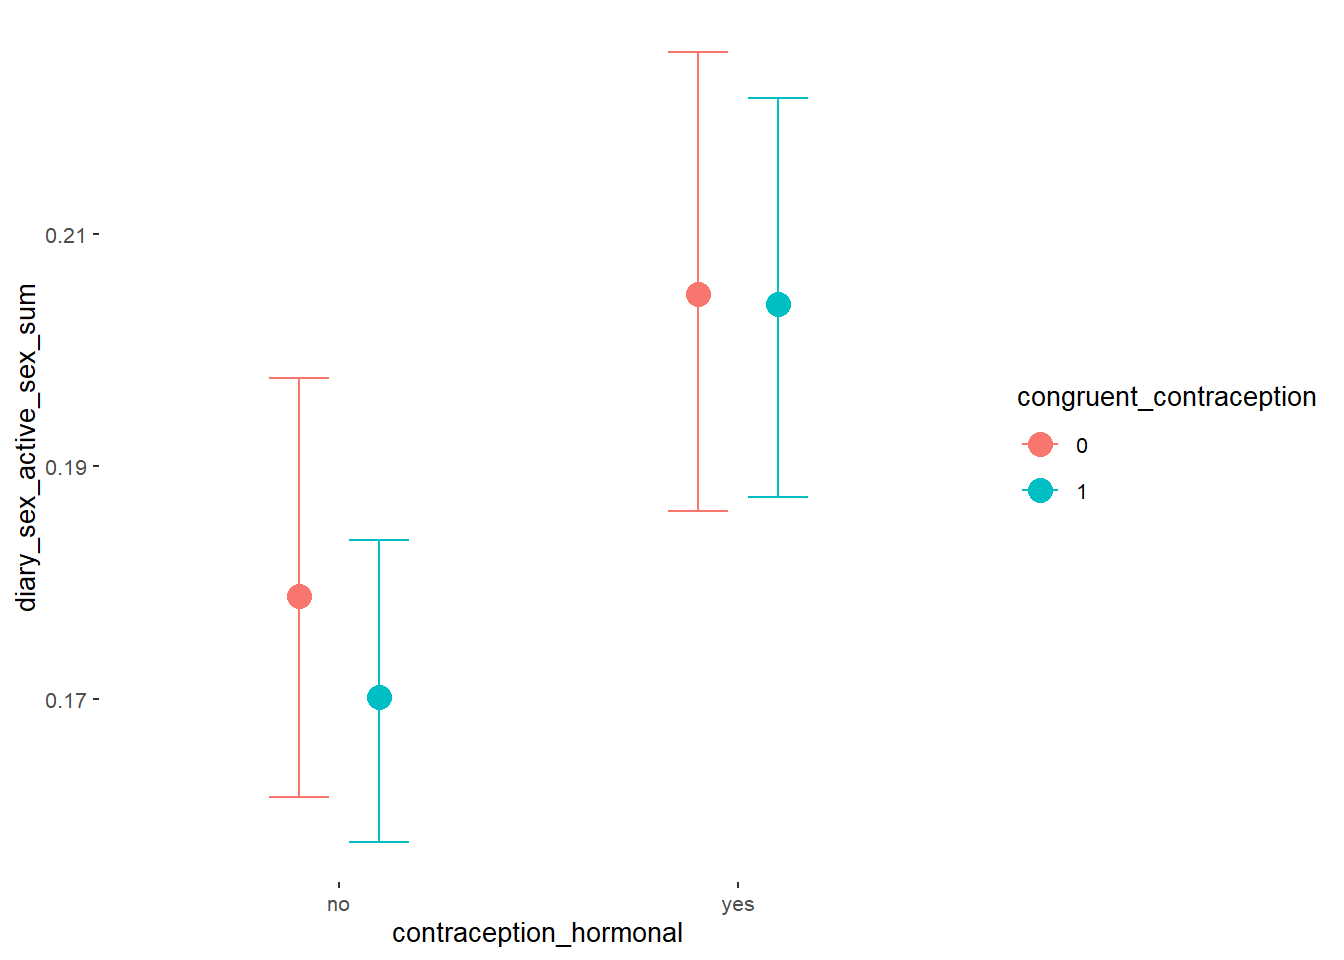 diary_sex_active_sex_sum
0.21
0.19
0.17
no
yes
contraception_hormonal
congruent_contraception
0
1